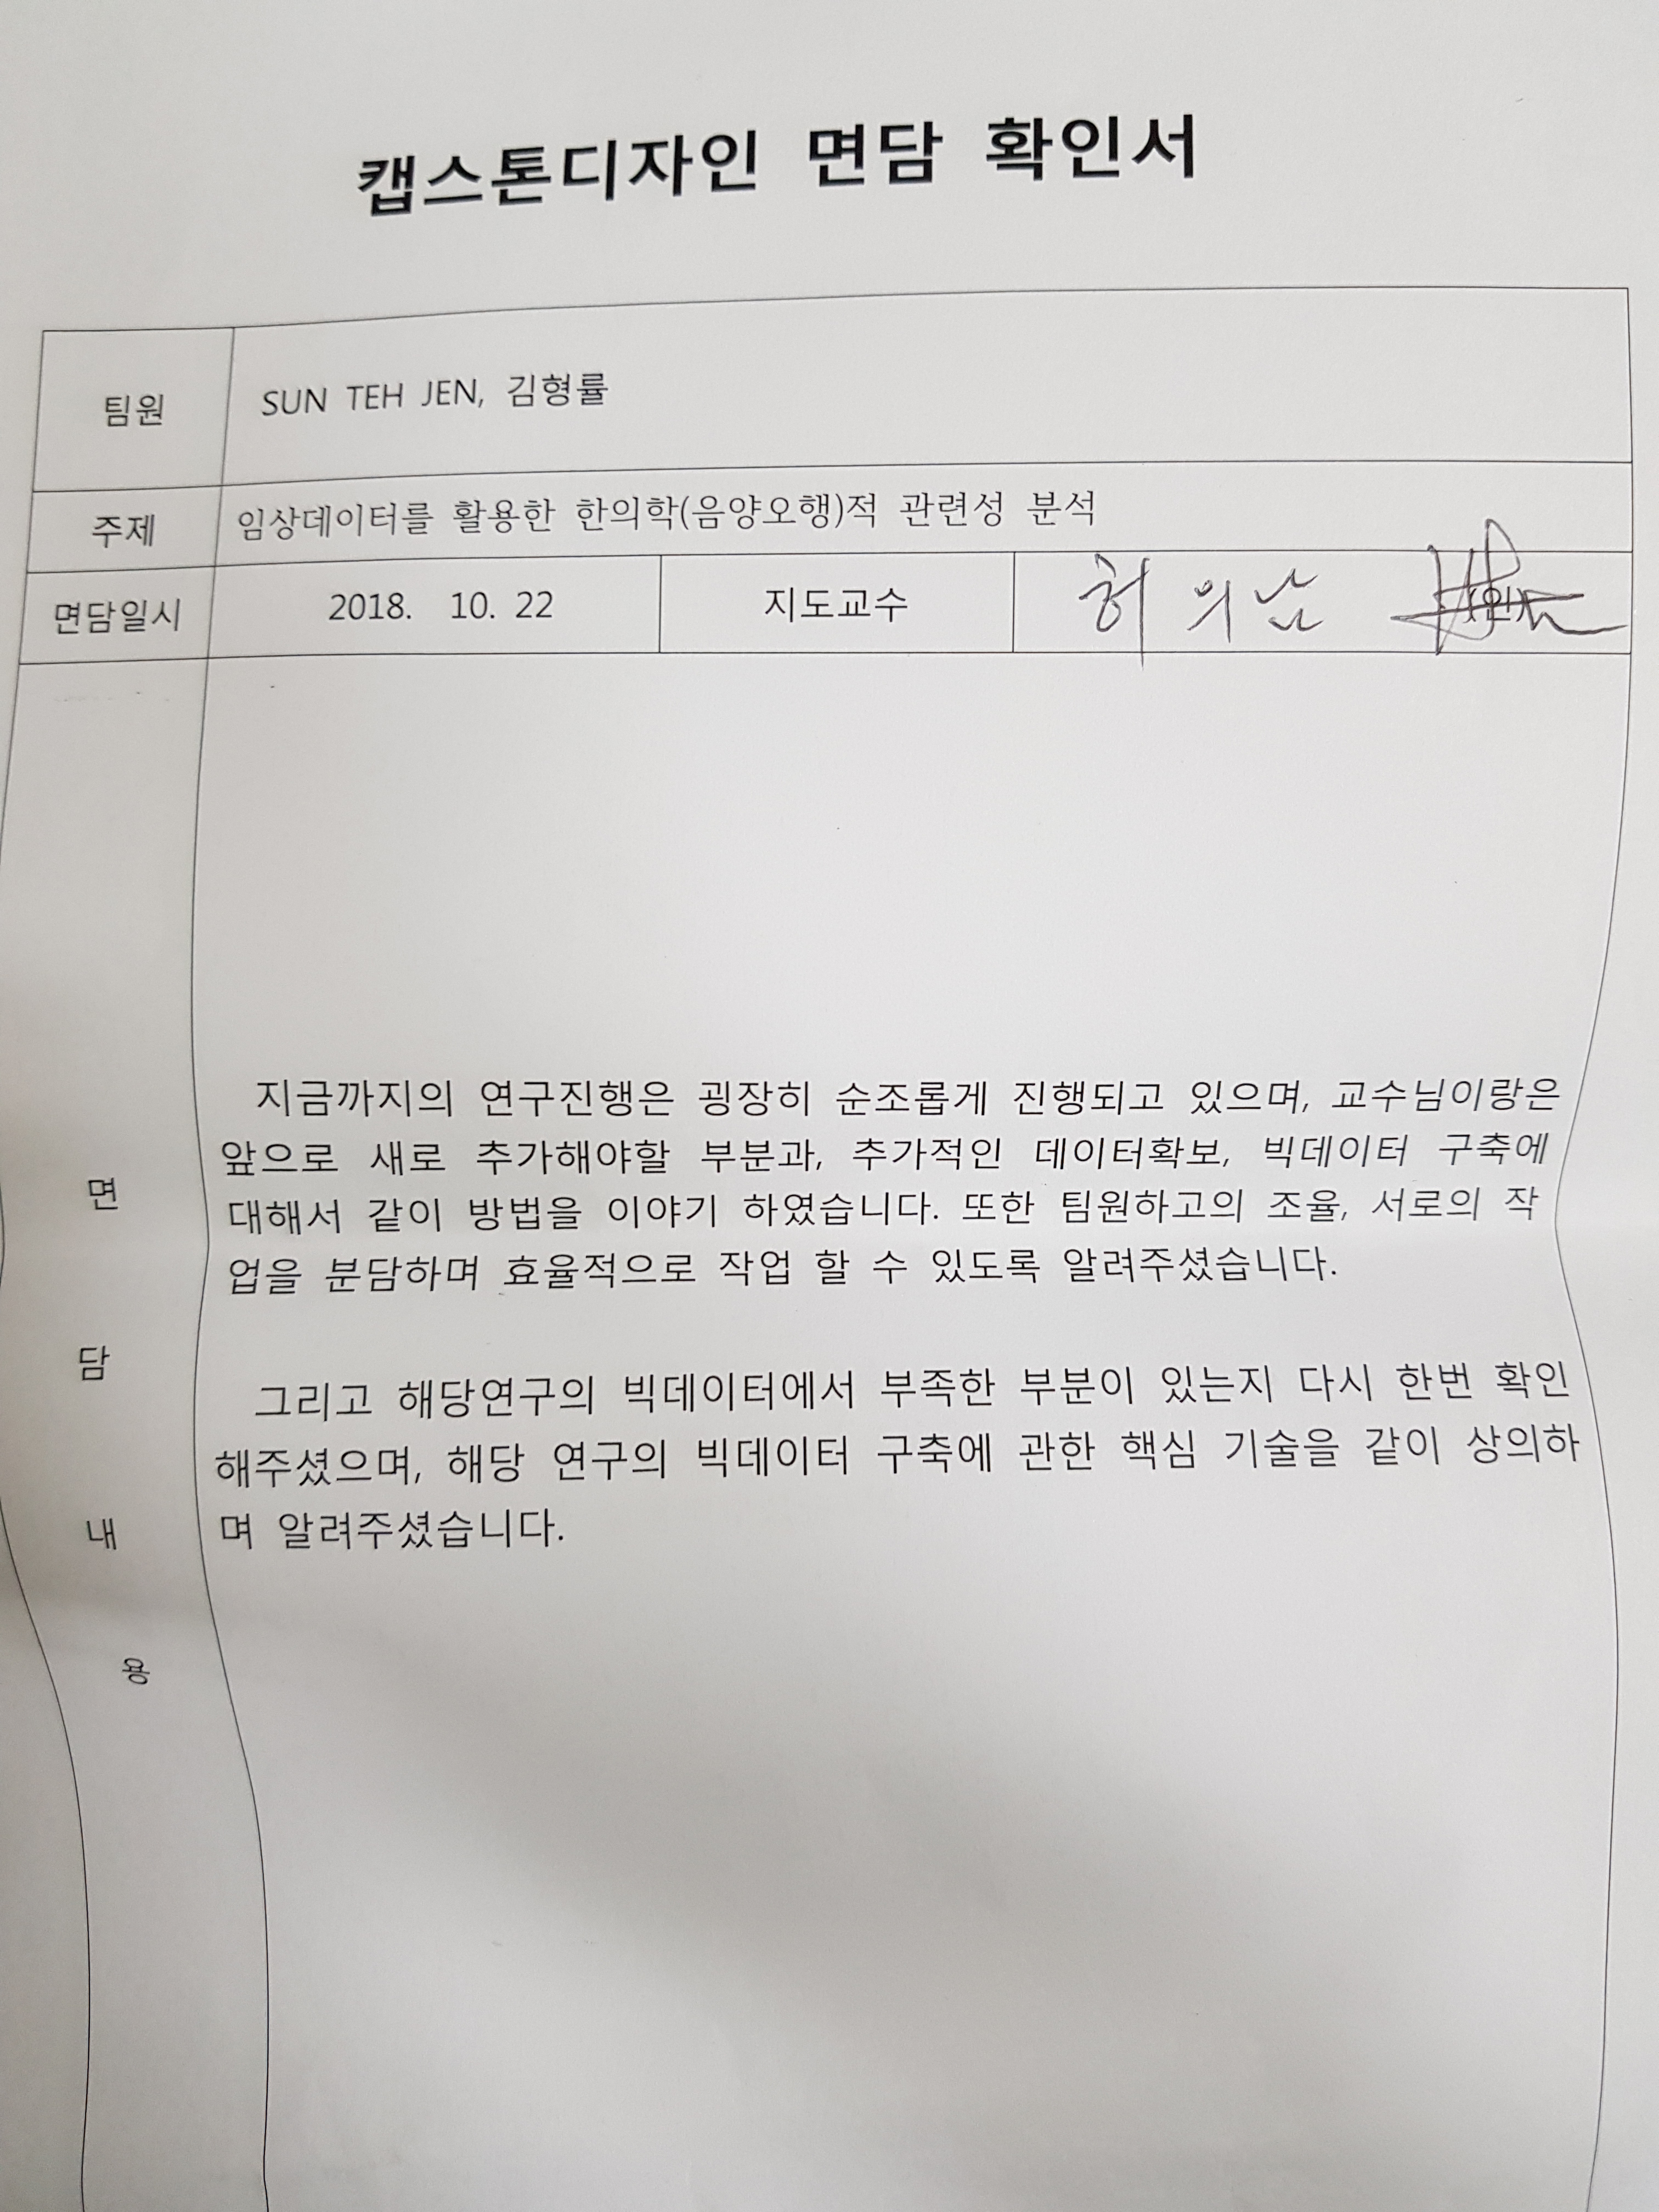 캡스톤디자인 면담 확인서
팀원 SUN TEH JEN, 김형률
주제 임상데이터를 활용한 한의학(음양오행)적 관련성 분석
면담일시 2018. 10. 22 지도교수 허의남 (인)
면담내용
지금까지의 연구진행은 굉장히 순조롭게 진행되고 있으며, 교수님이랑은
앞으로 새로 추가해야할 부분과, 추가적인 데이터확보, 빅데이터 구축에
대해서 같이 방법을 이야기 하였습니다. 또한 팀원하고의 조율, 서로의 작
업을 분담하며 효율적으로 작업 할 수 있도록 알려주셨습니다.
그리고 해당연구의 빅데이터에서 부족한 부분이 있는지 다시 한번 확인
해주셨으며, 해당 연구의 빅데이터 구축에 관한 핵심 기술을 같이 상의하
며 알려주셨습니다.